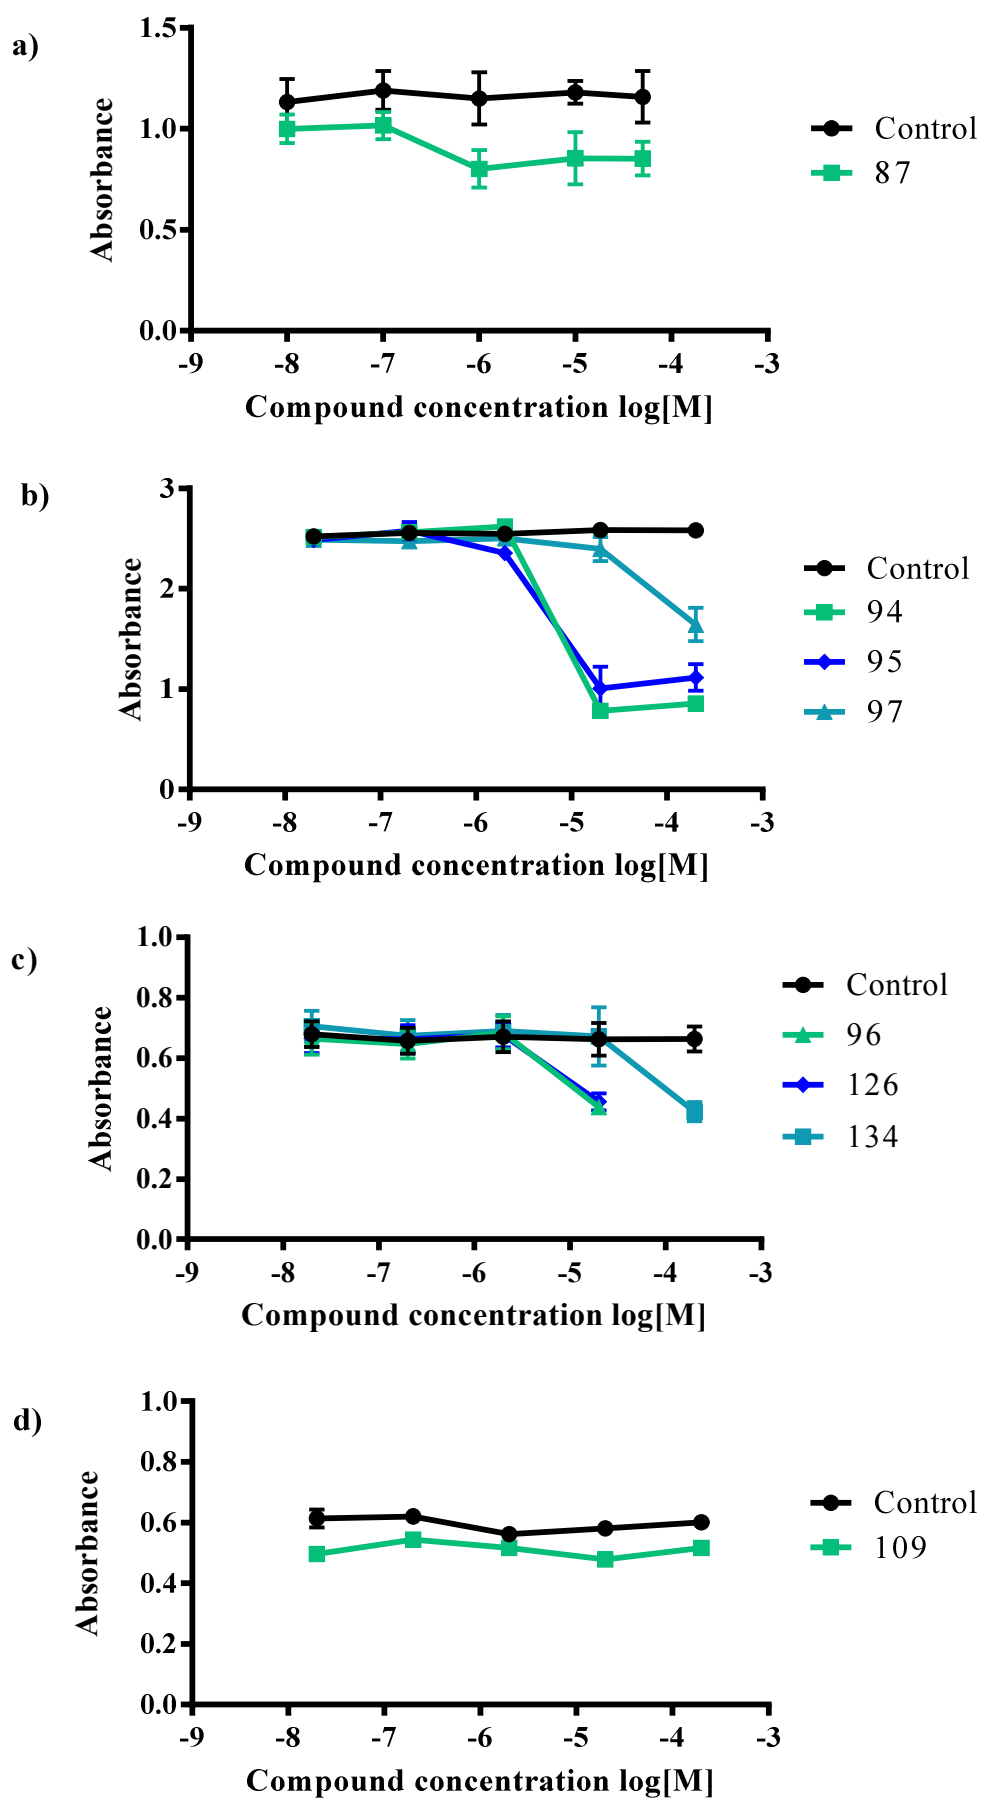 a)
1.5
1.0
0.5
0.0
Absorbance
-9 -8 -7 -6 -5 -4 -3
Compound concentration log[M]
Control
87
b)
3
2
1
0
Absorbance
-9 -8 -7 -6 -5 -4 -3
Compound concentration log[M]
Control
94
95
97
c)
1.0
0.8
0.6
0.4
0.2
0.0
Absorbance
-9 -8 -7 -6 -5 -4 -3
Compound concentration log[M]
Control
96
126
134
d)
1.0
0.8
0.6
0.4
0.2
0.0
Absorbance
-9 -8 -7 -6 -5 -4 -3
Compound concentration log[M]
Control
109